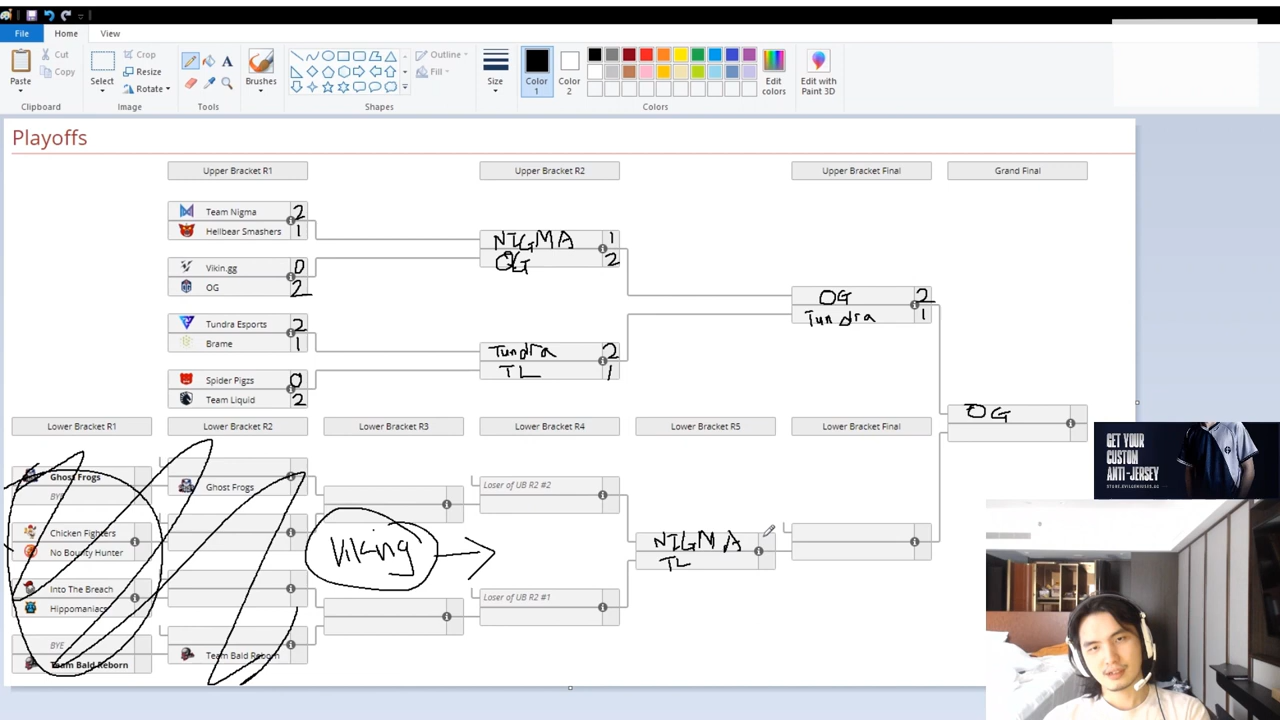 File Home View
Paste
Cut
Copy
Clipboard
Select
Crop
Resize
Rotate
Image
A
Tools
Brushes
Shapes
Outline
Fill
Size
Color 1
Color 2
Colors
Edit colors
Edit with Paint 3D
Playoffs
Upper Bracket R1
Upper Bracket R2
Upper Bracket Final
Grand Final
Team Nigma 2
Hellbear Smashers 1
Vikin.gg 0
OG 2
Tundra Esports 2
Brame 1
Spider Pigzs 0
Team Liquid 2
NIGMA 1
OG 2
Tundra 2
TL 1
OG 2
Tundra 1
OG
Lower Bracket R1
Lower Bracket R2
Lower Bracket R3
Lower Bracket R4
Lower Bracket R5
Lower Bracket Final
Ghost Frogs
BYE
Chicken Fighters
No Bounty Hunter
Into The Breach
Hippomaniacs
BYE
Team Bald Reborn
Ghost Frogs
Team Bald Reborn
Viking
Loser of UB R2 #2
Loser of UB R2 #1
NIGMA
TL
GET YOUR
CUSTOM
ANTI-JERSEY
STORE.EVILGENIUSES.GG